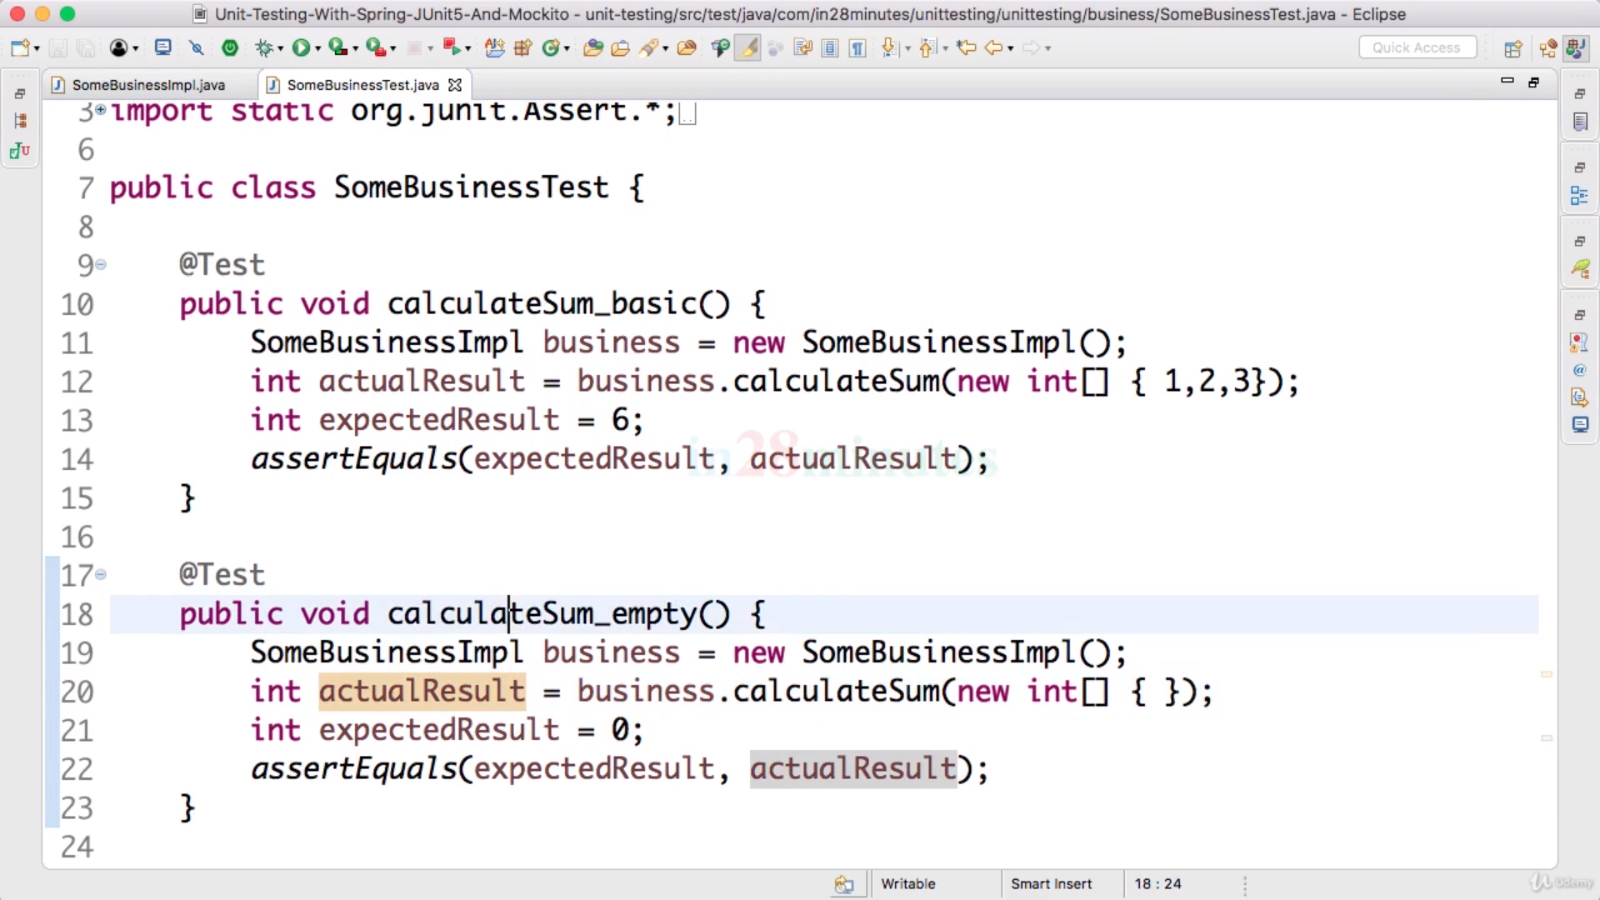 Unit-Testing-With-Spring-JUnit5-And-Mockito - unit-testing/src/test/java/com/in28minutes/unittesting/unittesting/business/SomeBusinessTest.java - Eclipse
Quick Access
SomeBusinessImpl.java
SomeBusinessTest.java
3 import static org.junit.Assert.*;
6
7 public class SomeBusinessTest {
8
9 @Test
10 public void calculateSum_basic() {
11 SomeBusinessImpl business = new SomeBusinessImpl();
12 int actualResult = business.calculateSum(new int[] { 1,2,3});
13 int expectedResult = 6;
14 assertEquals(expectedResult, actualResult);
in28minutes
15 }
16
17 @Test
18 public void calculateSum_empty() {
19 SomeBusinessImpl business = new SomeBusinessImpl();
20 int actualResult = business.calculateSum(new int[] { });
21 int expectedResult = 0;
22 assertEquals(expectedResult, actualResult);
23 }
24
Writable
Smart Insert
18 : 24
Udemy